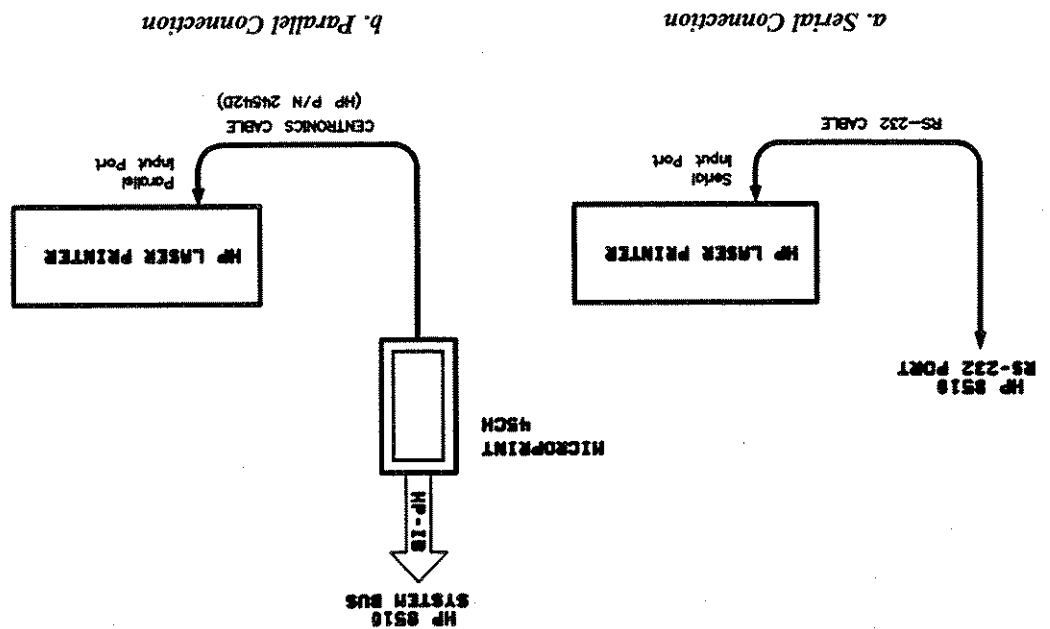 HP 8510
RS-232 PORT
HP LASER PRINTER
Serial
Input Port
RS-232 CABLE
a. Serial Connection
HP 8510
SYSTEM BUS
HP-IB
MICROPRINT
45CH
HP LASER PRINTER
Parallel
Input Port
CENTRONICS CABLE
(HP P/N 24542D)
b. Parallel Connection